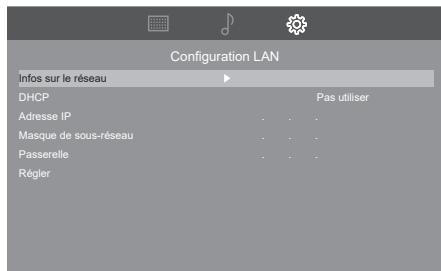 Configuration LAN
Infos sur le réseau
DHCP Pas utiliser
Adresse IP . . .
Masque de sous-réseau . . .
Passerelle . . .
Régler